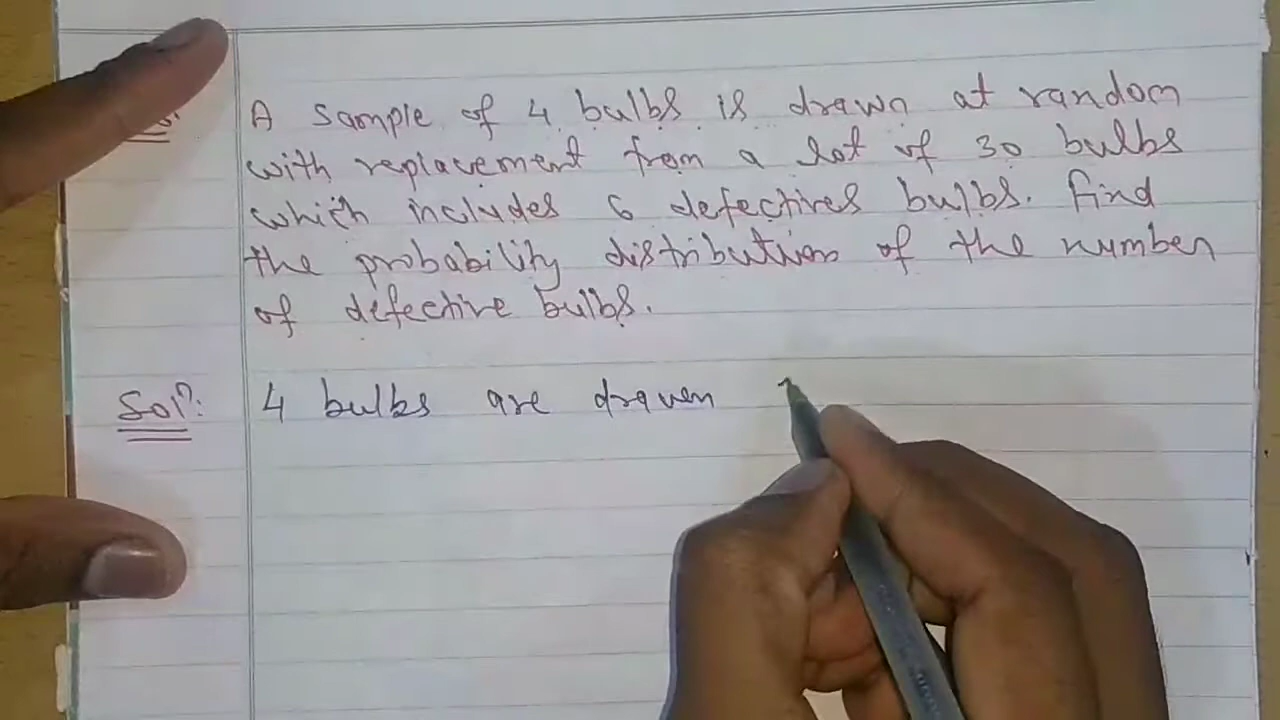 A sample of 4 bulbs is drawn at random
with replacement from a lot of 30 bulbs
which includes 6 defectives bulbs. Find
the probability distribution of the number
of defective bulbs.
Solⁿ: 4 bulbs are drawn